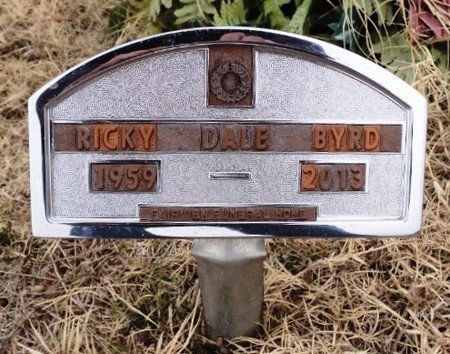 RICKY DALE BYRD
1959 — 2013
FAIRVIEW FUNERAL HOME